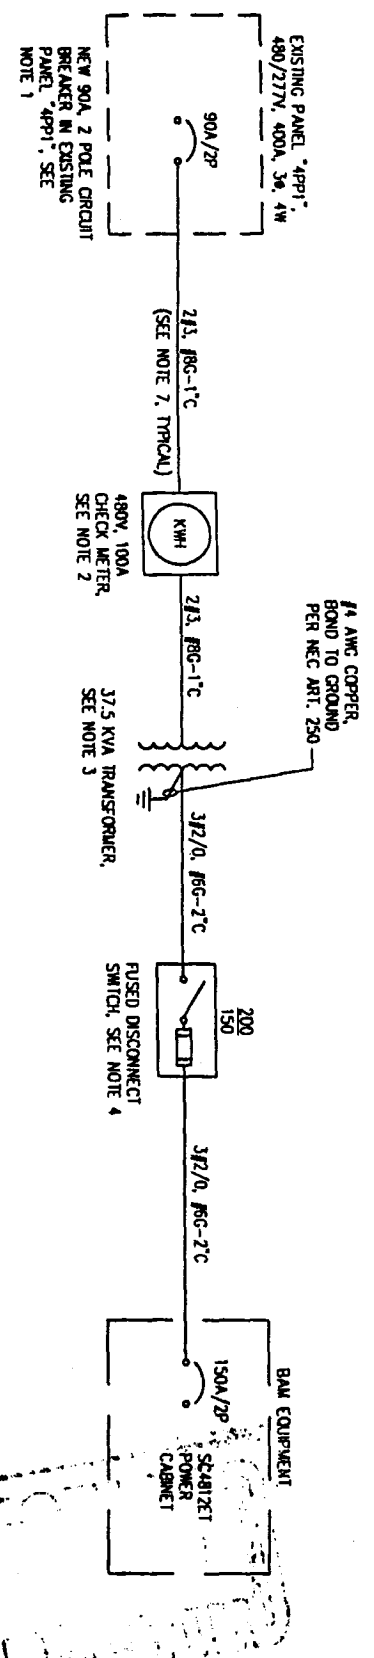 EXISTING PANEL "4PP1",
480/277V, 400A, 3ø, 4W
90A/2P
NEW 90A, 2 POLE CIRCUIT
BREAKER IN EXISTING
PANEL "4PP1", SEE
NOTE 1
2#3, #8G-1"C
(SEE NOTE 7, TYPICAL)
KWH
480V, 100A
CHECK METER,
SEE NOTE 2
2#3, #8G-1"C
#4 AWG COPPER,
BOND TO GROUND
PER NEC ART. 250
37.5 KVA TRANSFORMER,
SEE NOTE 3
3#2/0, #6G-2"C
200
150
FUSED DISCONNECT
SWITCH, SEE NOTE 4
3#2/0, #6G-2"C
BAM EQUIPMENT
150A/2P
SC4812ET
POWER
CABINET